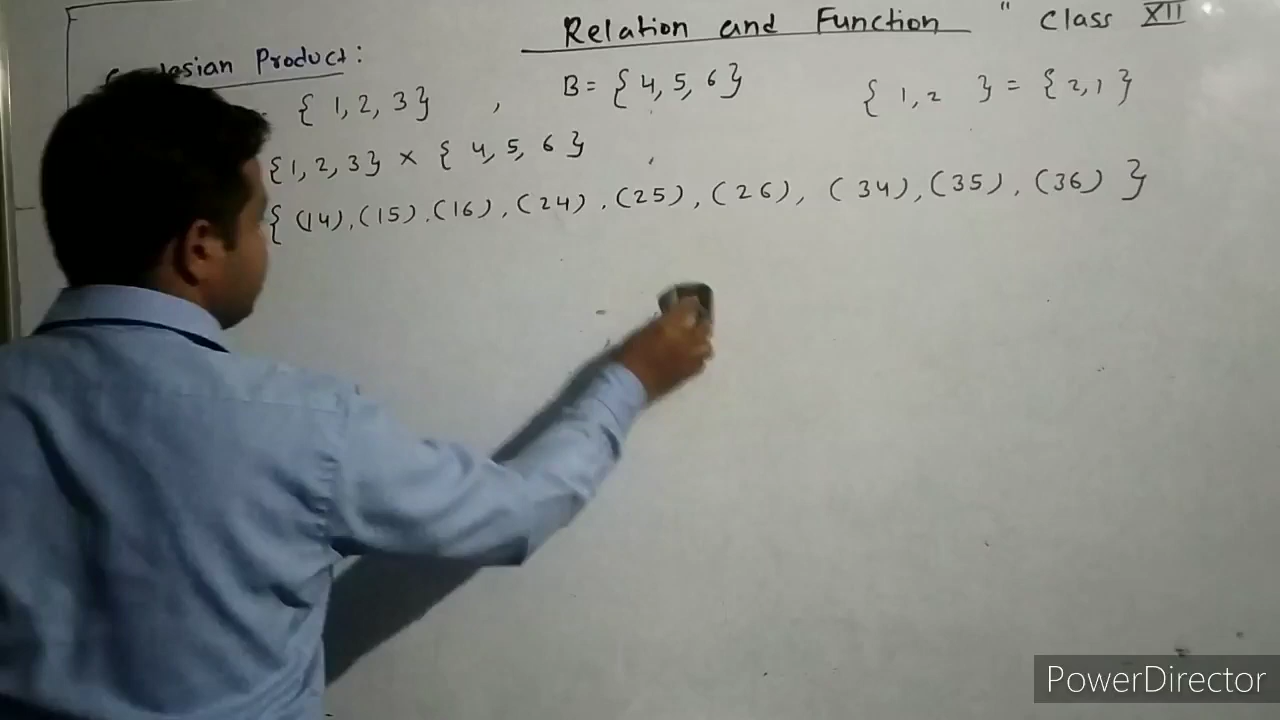 Relation and Function " Class XII
Product :
{ 1, 2, 3 } , B = { 4, 5, 6 } { 1, 2 } = { 2, 1 }
{ 1, 2, 3 } × { 4, 5, 6 }
{ (14), (15), (16), (24), (25), (26), (34), (35), (36) }
PowerDirector